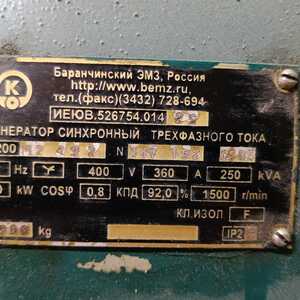 К
Баранчинский ЭМЗ, Россия
http://www.bemz.ru,
тел.(факс)(3432) 728-694
ИЕЮВ.526754.014
НЕРАТОР СИНХРОННЫЙ ТРЕХФАЗНОГО ТОКА
200 N
Hz Y 400 V 360 A 250 kVA
kW COSφ 0,8 КПД 92,0 % 1500 r/min
КЛ.ИЗОЛ F
kg IP2